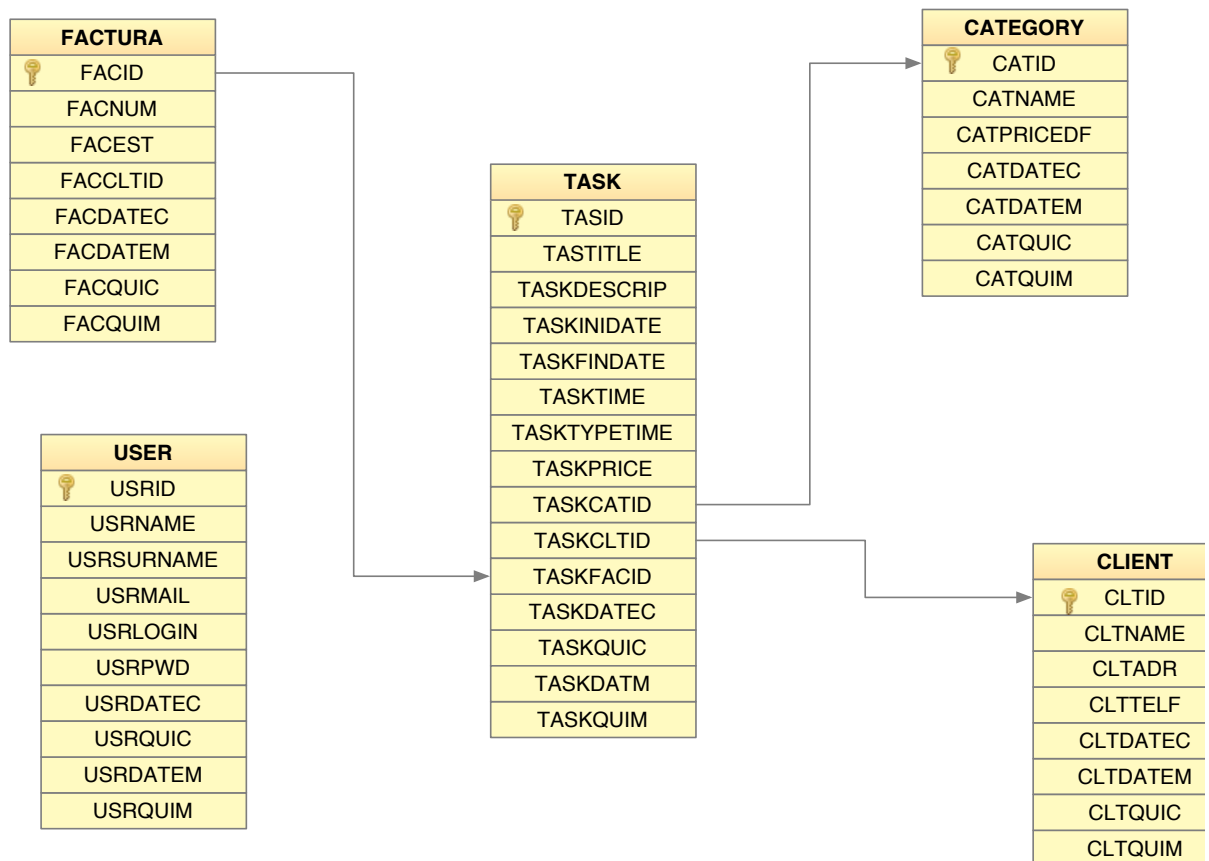 FACTURA
FACID
FACNUM
FACEST
FACCLTID
FACDATEC
FACDATEM
FACQUIC
FACQUIM
USER
USRID
USRNAME
USRSURNAME
USRMAIL
USRLOGIN
USRPWD
USRDATEC
USRQUIC
USRDATEM
USRQUIM
TASK
TASID
TASTITLE
TASKDESCRIP
TASKINIDATE
TASKFINDATE
TASKTIME
TASKTYPETIME
TASKPRICE
TASKCATID
TASKCLTID
TASKFACID
TASKDATEC
TASKQUIC
TASKDATM
TASKQUIM
CATEGORY
CATID
CATNAME
CATPRICEDF
CATDATEC
CATDATEM
CATQUIC
CATQUIM
CLIENT
CLTID
CLTNAME
CLTADR
CLTTELF
CLTDATEC
CLTDATEM
CLTQUIC
CLTQUIM